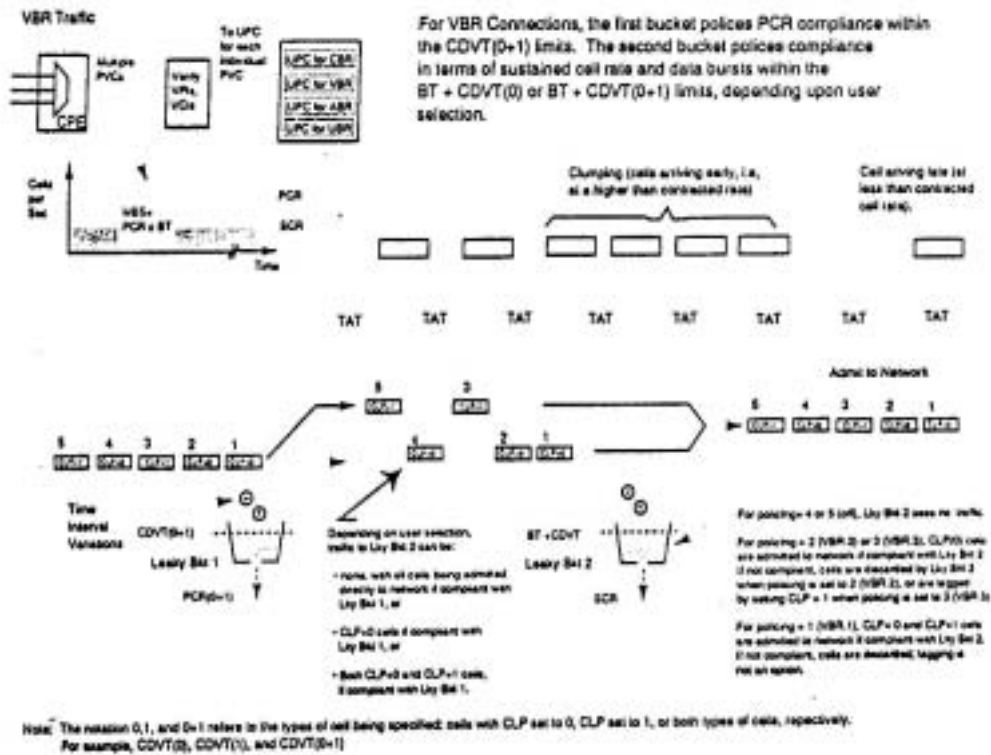 VBR Traffic
Multiple
PVCs
CPE
Verify
VPIs,
VCIs
To UPC
for each
individual
PVC
UPC for CBR
UPC for VBR
UPC for ABR
UPC for UBR
For VBR Connections, the first bucket polices PCR compliance within
the CDVT(0+1) limits. The second bucket polices compliance
in terms of sustained cell rate and data bursts within the
BT + CDVT(0) or BT + CDVT(0+1) limits, depending upon user
selection.
Cells
per
Sec
MBS=
PCR x BT
PCR
SCR
Time
Clumping (cells arriving early, i.e,
at a higher than contracted rate)
Cell arriving late (at
less than contracted
cell rate).
TAT TAT TAT TAT TAT TAT TAT TAT
Admit to Network
5 4 3 2 1
5 3
4 2 1
5 4 3 2 1
Time
Interval
Variations
CDVT(0+1)
Leaky Bkt 1
PCR(0+1)
Depending on user selection,
traffic to Lky Bkt 2 can be:
- none, with all cells being admitted
directly to network if compliant with
Lky Bkt 1, or
- CLP=0 cells if compliant with
Lky Bkt 1, or
- Both CLP=0 and CLP=1 cells,
if compliant with Lky Bkt 1.
BT + CDVT
Leaky Bkt 2
SCR
For policing= 4 or 5 (off), Lky Bkt 2 sees no traffic.
For policing = 2 (VBR.2) or 3 (VBR.3), CLP(0) cells
are admitted to network if compliant with Lky Bkt 2
If not compliant, cells are discarded by Lky Bkt 2
when policing is set to 2 (VBR.2), or are tagged
by setting CLP = 1 when policing is set to 3 (VBR.3)
For policing = 1 (VBR.1), CLP= 0 and CLP=1 cells
are admitted to network if compliant with Lky Bkt 2.
If not compliant, cells are discarded; tagging is
not an option.
Note: The notation 0,1, and 0+1 refers to the types of cell being specified: cells with CLP set to 0, CLP set to 1, or both types of cells, repectively.
For example, CDVT(0), CDVT(1), and CDVT(0+1)